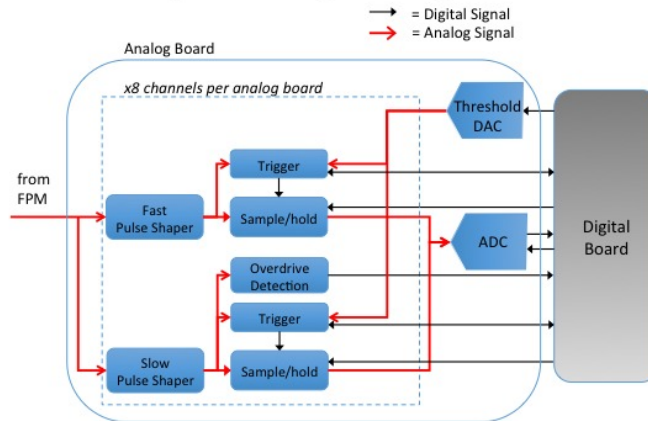 = Digital Signal
= Analog Signal
Analog Board
x8 channels per analog board
Threshold
DAC
Trigger
from
FPM
Fast
Pulse Shaper
Sample/hold
ADC
Digital
Board
Overdrive
Detection
Trigger
Slow
Pulse Shaper
Sample/hold